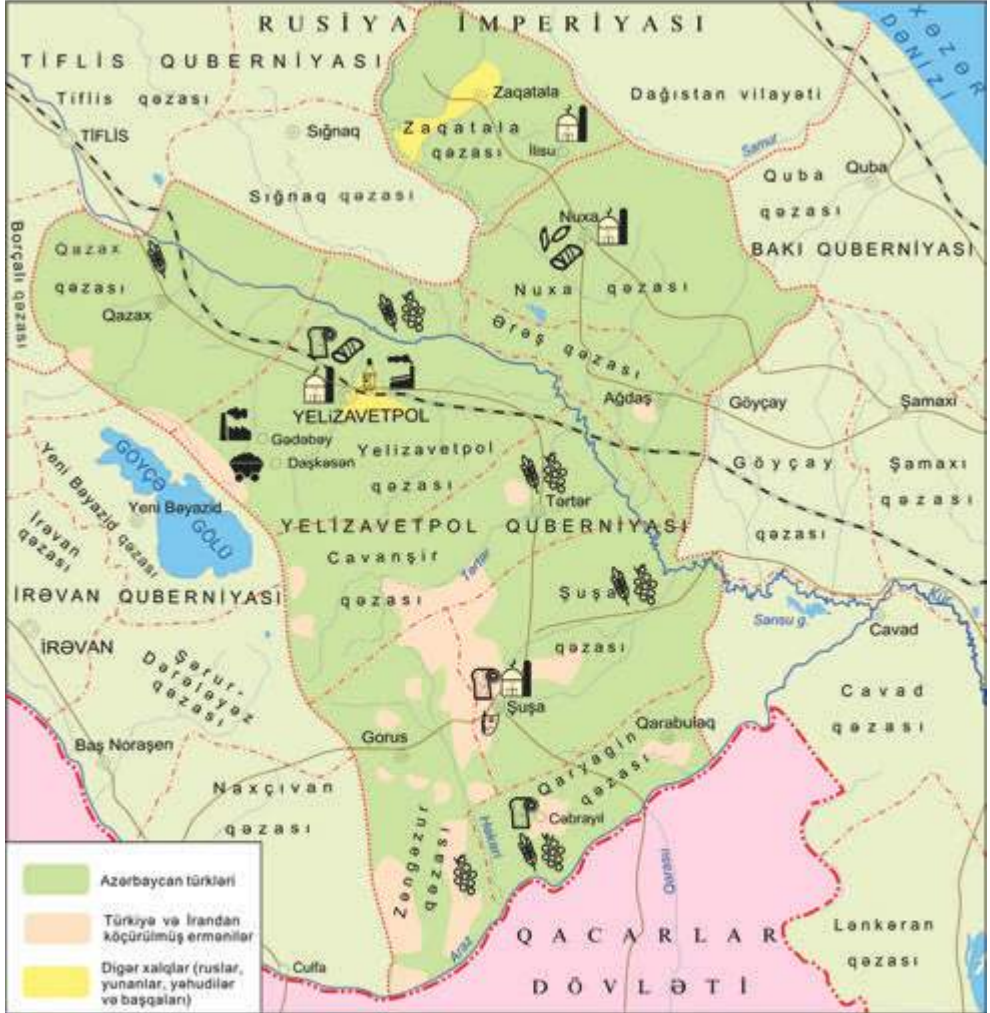 RUSİYA İMPERİYASI
XƏZƏR
DƏNİZİ
TİFLİS QUBERNİYASI
Tiflis qəzası
TİFLİS
Sığnaq
Sığnaq qəzası
Zaqatala
Zaqatala
qəzası
İlisu
Dağıstan vilayəti
Samur
Quba
Quba
qəzası
BAKI QUBERNİYASI
Borçalı qəzası
Qazax
qəzası
Qazax
Nuxa
Nuxa qəzası
Ərəş qəzası
Ağdaş
Göyçay
Şamaxı
Göyçay
qəzası
Şamaxı
qəzası
YELİZAVETPOL
Gədəbəy
Daşkəsən
Yelizavetpol
qəzası
Tərtər
YELİZAVETPOL QUBERNİYASI
GÖYÇƏ
GÖLÜ
Yeni Bəyazid
Yeni Bəyazid qəzası
İrəvan
qəzası
İRƏVAN QUBERNİYASI
İRƏVAN
Cavanşir
qəzası
Tərtər
Şuşa
qəzası
Sarısu g.
Kür
Cavad
Cavad
qəzası
Şərur-
Dərələyəz
qəzası
Baş Noraşen
Naxçıvan
qəzası
Gorus
Şuşa
Qarabulaq
Qaryagin
qəzası
Cəbrayıl
Zəngəzur
qəzası
Həkəri
Araz
Qarasu
Culfa
QACARLAR
DÖVLƏTİ
Lənkəran
qəzası
Azərbaycan türkləri
Türkiyə və İrandan
köçürülmüş ermənilər
Digər xalqlar (ruslar,
yunanlar, yəhudilər
və başqaları)